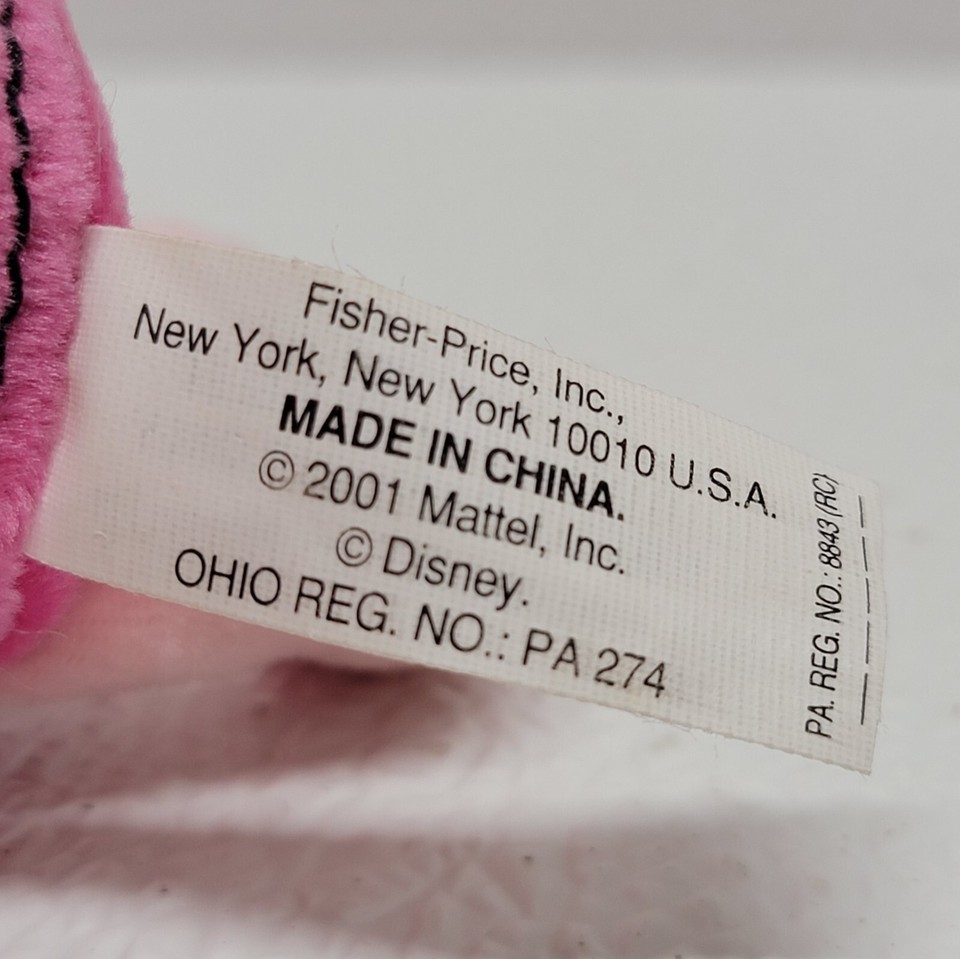 Fisher-Price, Inc.,
New York, New York 10010 U.S.A.
MADE IN CHINA.
© 2001 Mattel, Inc.
© Disney.
OHIO REG. NO.: PA 274
PA. REG. NO.: 8843 (RC)